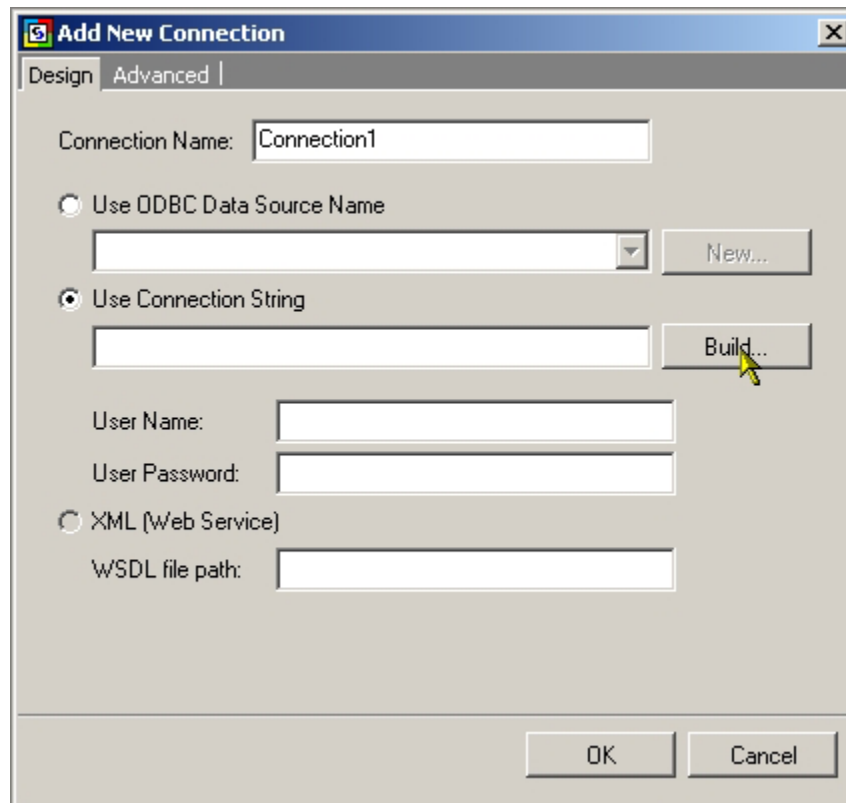 Add New Connection
Design Advanced
Connection Name: Connection1
Use ODBC Data Source Name
New...
Use Connection String
Build...
User Name:
User Password:
XML (Web Service)
WSDL file path:
OK Cancel